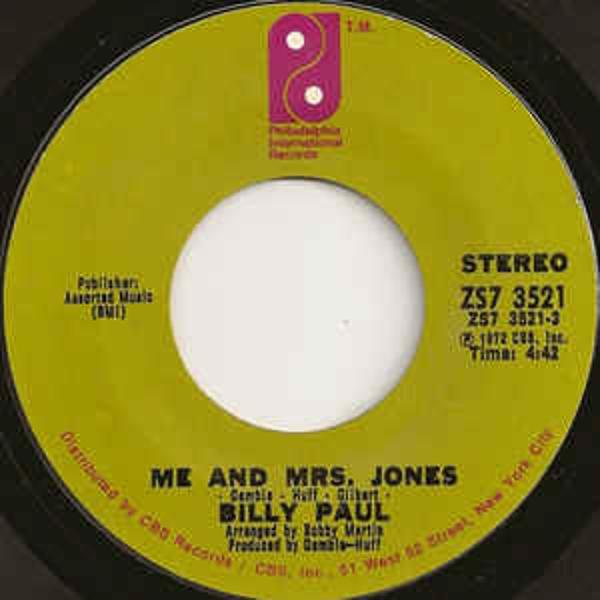 T.M.
Philadelphia
International
Records
STEREO
Publisher:
Assorted Music
(BMI)
ZS7 3521
ZS7 3521-3
Ⓟ 1972 CBS, Inc.
Time: 4:42
ME AND MRS. JONES
- Gamble - Huff - Gilbert -
BILLY PAUL
Arranged by Bobby Martin
Produced by Gamble-Huff
Distributed by CBS Records / CBS, Inc., 51 West 52 Street, New York City